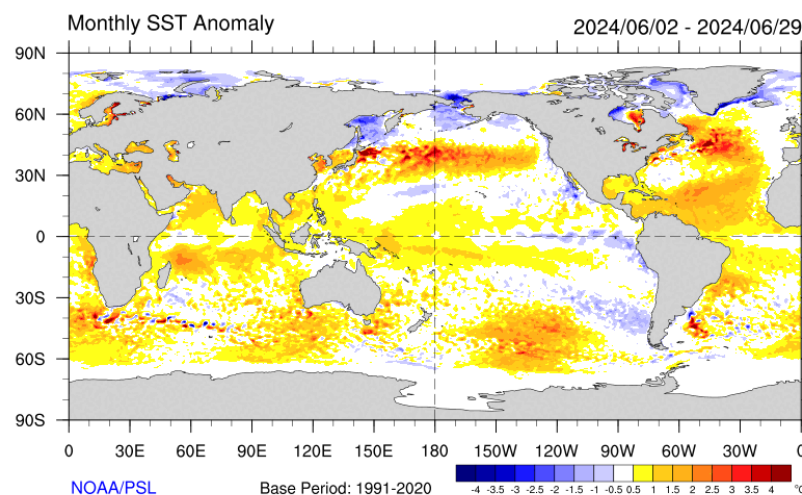 Monthly SST Anomaly 2024/06/02 - 2024/06/29
90N
60N
30N
0
30S
60S
90S
0 30E 60E 90E 120E 150E 180 150W 120W 90W 60W 30W 0
NOAA/PSL Base Period: 1991-2020
-4 -3.5 -3 -2.5 -2 -1.5 -1 -0.5 0.5 1 1.5 2 2.5 3 3.5 4 °C